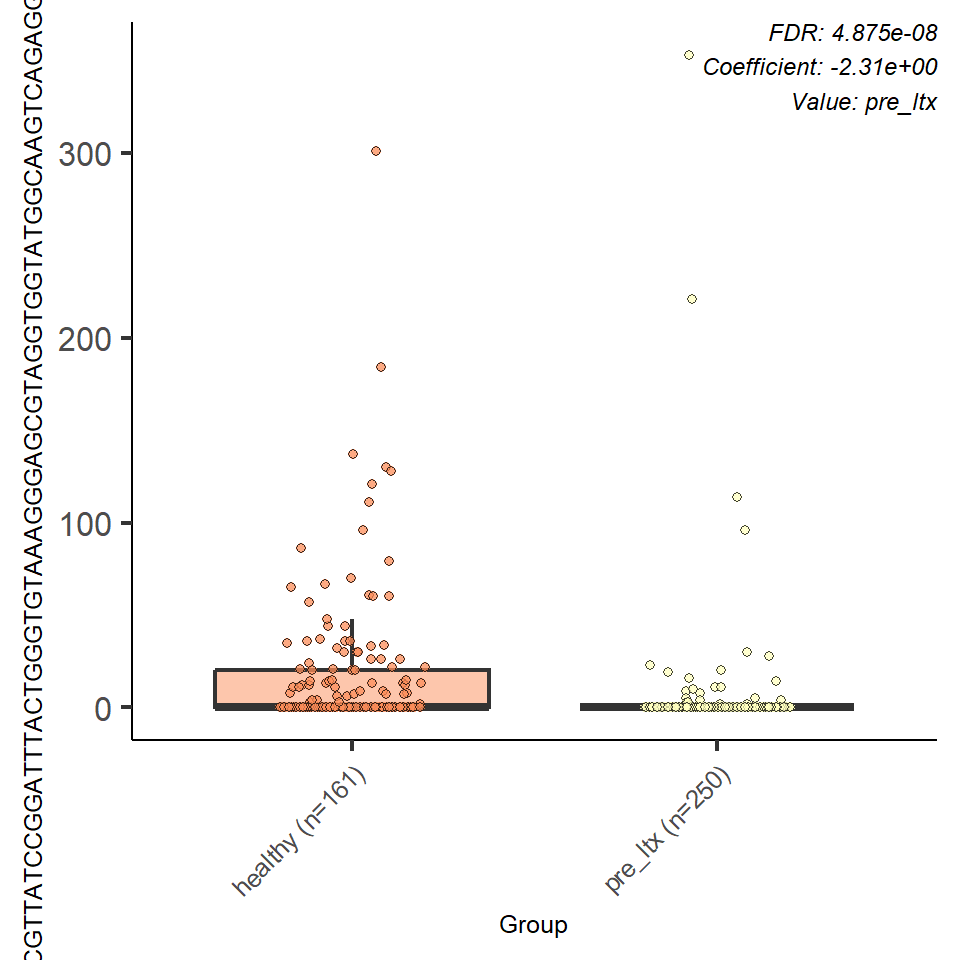 FDR: 4.875e-08
Coefficient: -2.31e+00
Value: pre_ltx
CGTTATCCGGATTTACTGGGTGTAAAGGGAGCGTAGGTGGTATGGCAAGTCAGAGG
300
200
100
0
healthy (n=161)
pre_ltx (n=250)
Group